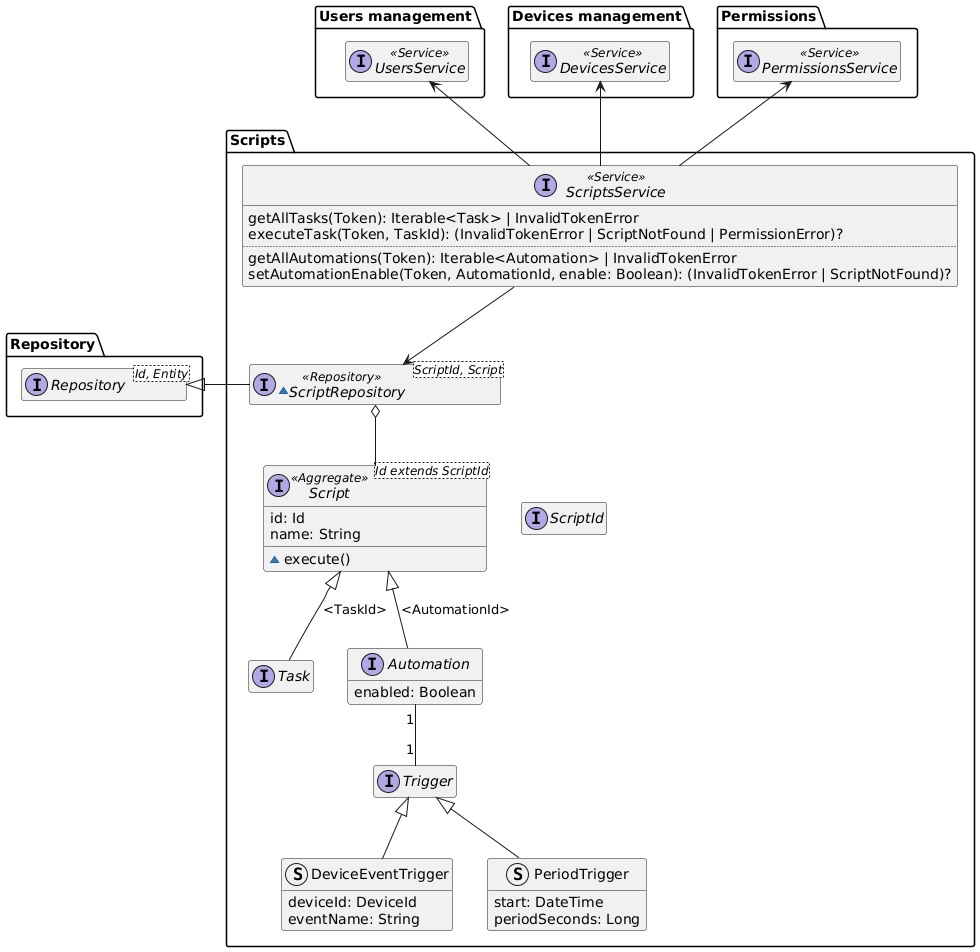 Users management
Devices management
Permissions
I «Service» UsersService
I «Service» DevicesService
I «Service» PermissionsService
Scripts
I «Service» ScriptsService
getAllTasks(Token): Iterable<Task> | InvalidTokenError
executeTask(Token, TaskId): (InvalidTokenError | ScriptNotFound | PermissionError)?
getAllAutomations(Token): Iterable<Automation> | InvalidTokenError
setAutomationEnable(Token, AutomationId, enable: Boolean): (InvalidTokenError | ScriptNotFound)?
Repository
I Repository
Id, Entity
I «Repository» ScriptRepository
ScriptId, Script
I «Aggregate» Script
Id extends ScriptId
id: Id
name: String
execute()
I ScriptId
<TaskId>
<AutomationId>
I Task
I Automation
enabled: Boolean
1
1
I Trigger
S DeviceEventTrigger
deviceId: DeviceId
eventName: String
S PeriodTrigger
start: DateTime
periodSeconds: Long